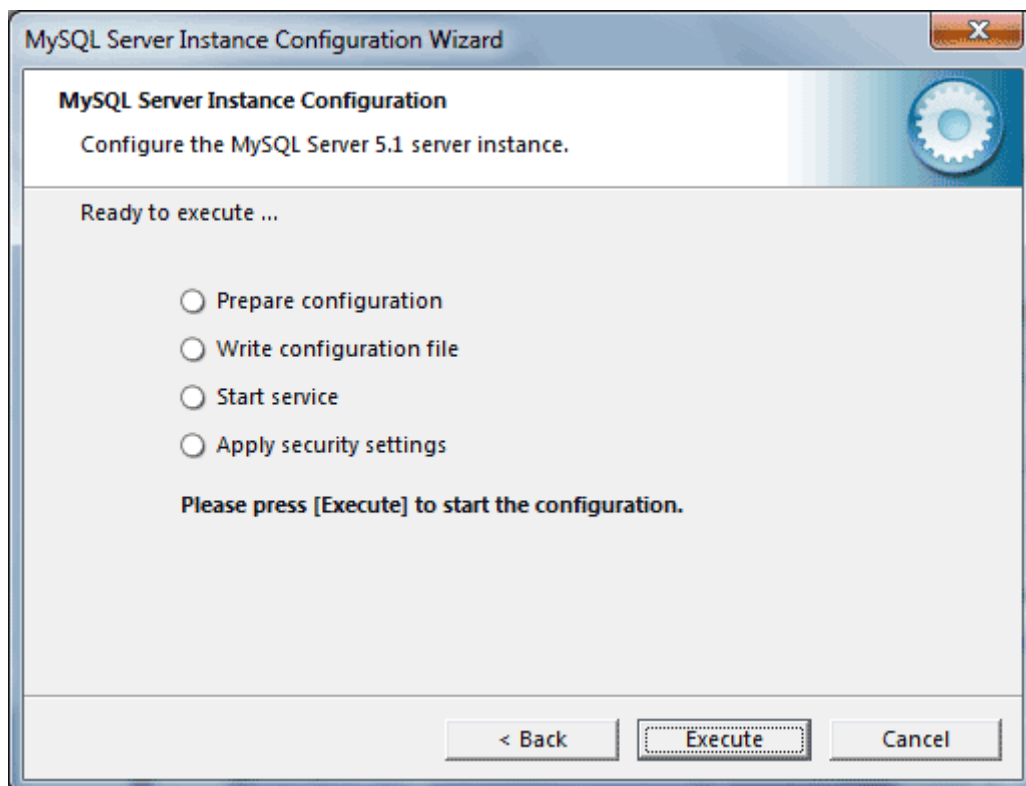 MySQL Server Instance Configuration Wizard
MySQL Server Instance Configuration
Configure the MySQL Server 5.1 server instance.
Ready to execute ...
Prepare configuration
Write configuration file
Start service
Apply security settings
Please press [Execute] to start the configuration.
< Back
Execute
Cancel